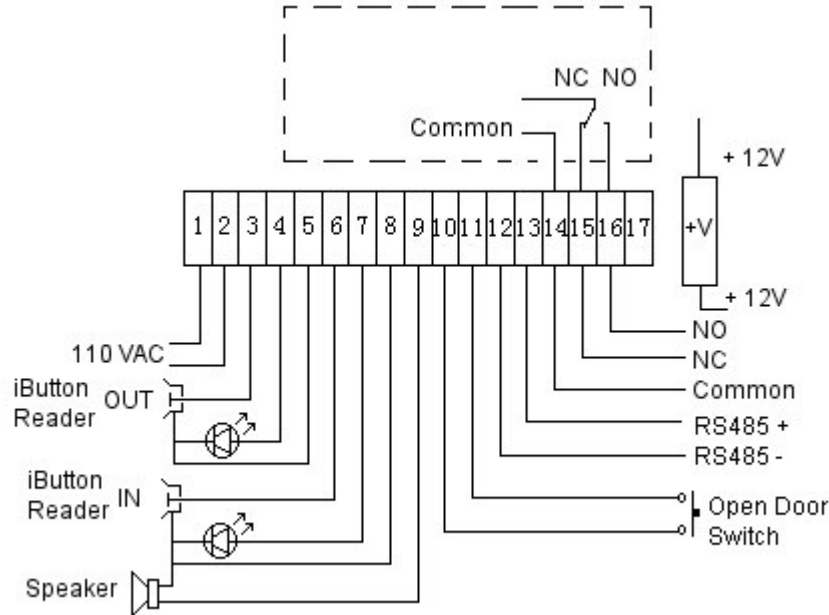 NC NO
Common
+ 12V
1 2 3 4 5 6 7 8 9 10 11 12 13 14 15 16 17
+V
+ 12V
NO
110 VAC
NC
iButton
Reader OUT
Common
RS485 +
RS485 -
iButton
Reader IN
Open Door
Switch
Speaker